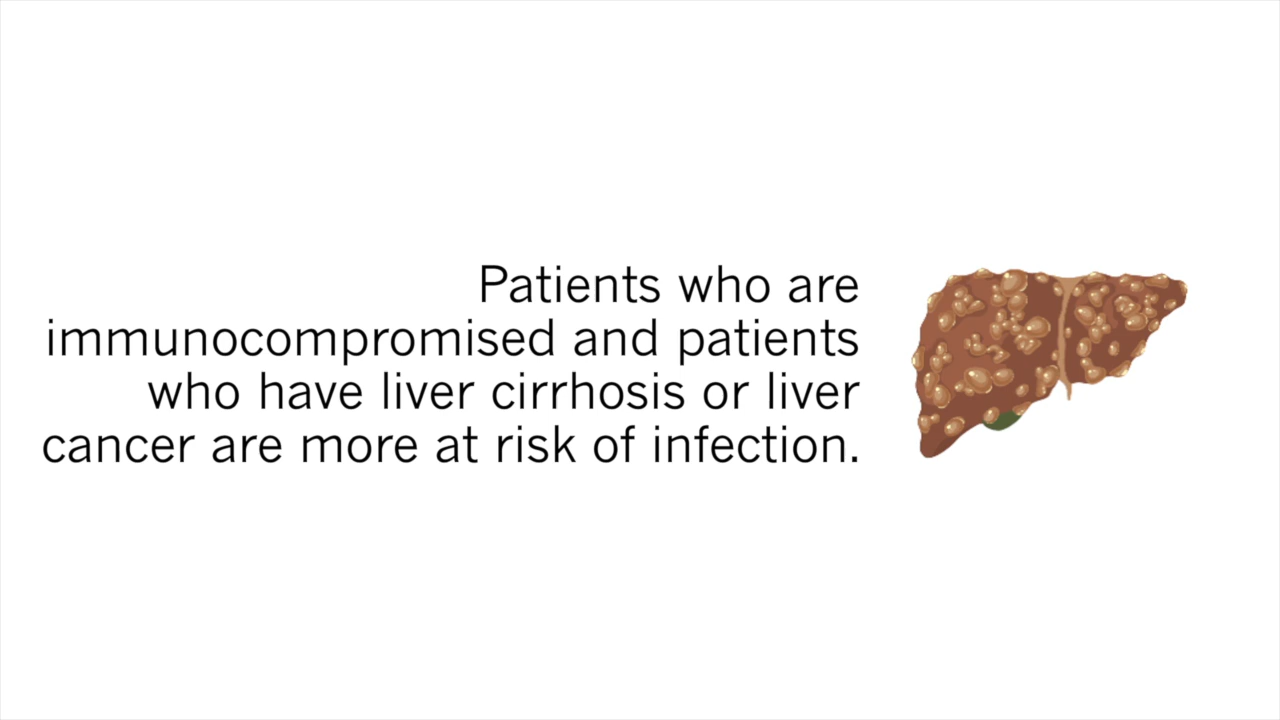 Patients who are
immunocompromised and patients
who have liver cirrhosis or liver
cancer are more at risk of infection.